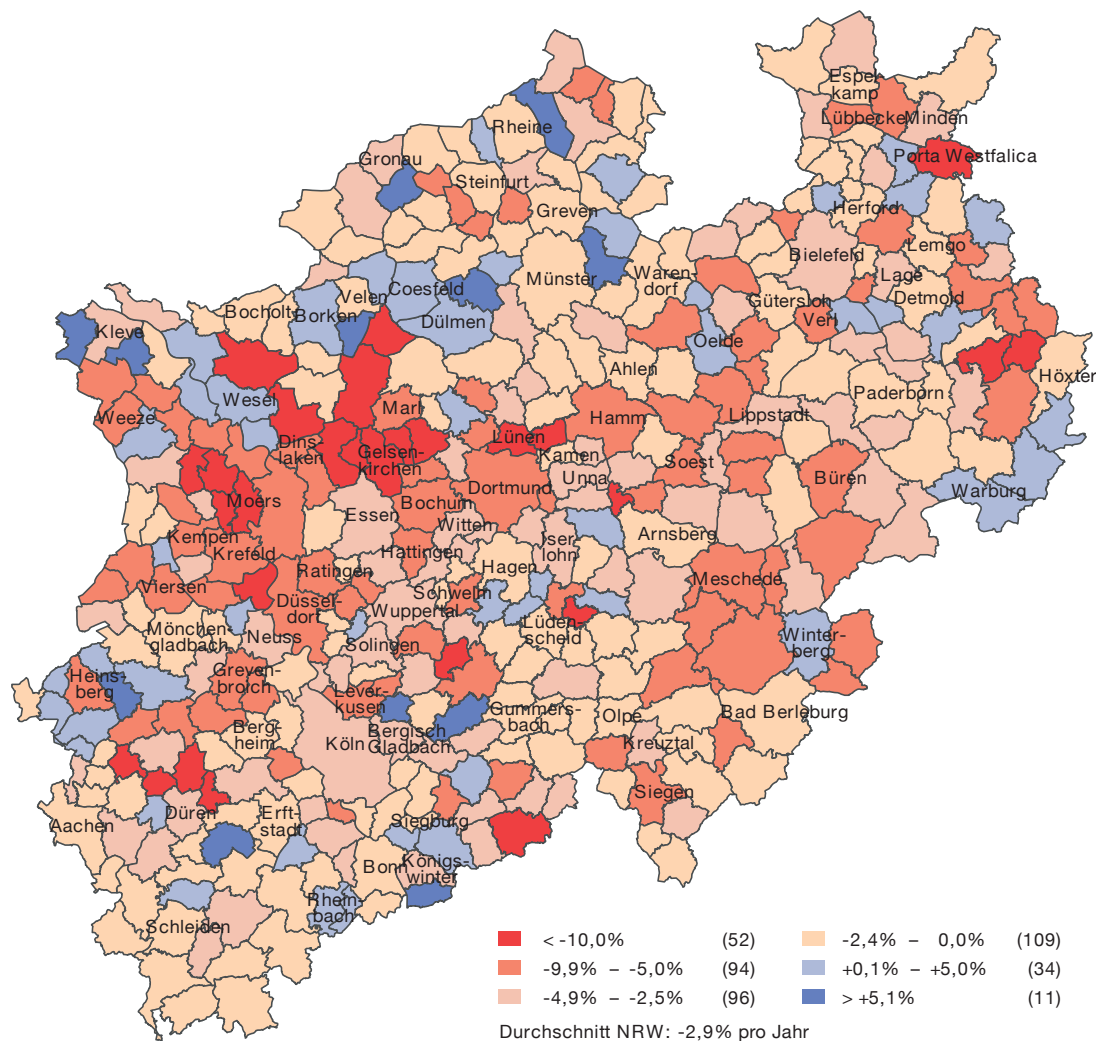 Espel-
kamp
Lübbecke
Minden
Rheine
Gronau
Porta Westfalica
Steinfurt
Greven
Herford
Lemgo
Bielefeld
Münster
Waren-
dorf
Lage
Velen
Coesfeld
Detmold
Gütersloh
Bocholt
Borken
Dülmen
Verl
Kleve
Oelde
Ahlen
Höxter
Paderborn
Wesel
Marl
Weeze
Hamm
Lippstadt
Dins-
laken
Lünen
Gelsen-
kirchen
Kamen
Soest
Unna
Büren
Dortmund
Warburg
Moers
Bochum
Essen
Witten
Kempen
Krefeld
Iser-
lohn
Arnsberg
Hattingen
Hagen
Ratingen
Meschede
Viersen
Schwelm
Düssel-
dorf
Wuppertal
Lüden-
scheid
Mönchen-
gladbach
Neuss
Solingen
Winter-
berg
Heins-
berg
Greven-
broich
Lever-
kusen
Gummers-
bach
Olpe
Bad Berleburg
Berg-
heim
Köln
Bergisch
Gladbach
Kreuztal
Siegen
Düren
Erft-
stadt
Siegburg
Aachen
Bonn
Königs-
winter
Rhein-
bach
Schleiden
< -10,0% (52)
-9,9% – -5,0% (94)
-4,9% – -2,5% (96)
-2,4% – 0,0% (109)
+0,1% – +5,0% (34)
> +5,1% (11)
Durchschnitt NRW: -2,9% pro Jahr